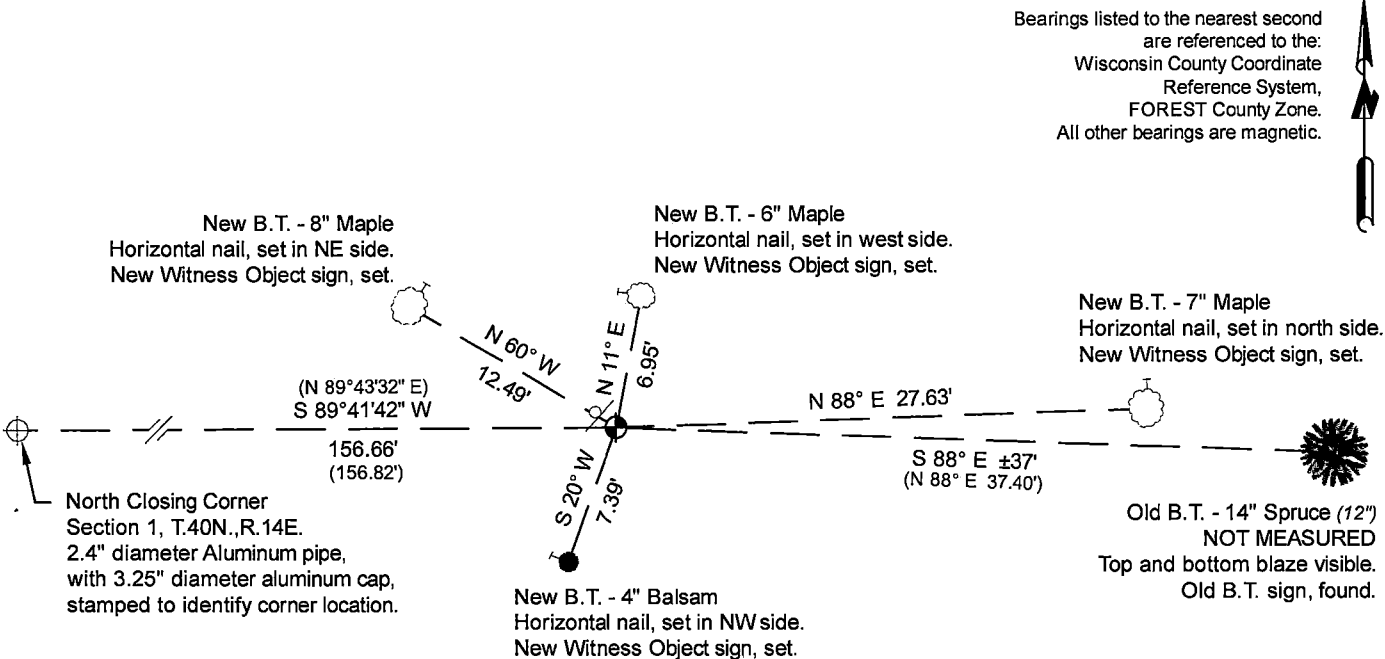 Bearings listed to the nearest second
are referenced to the:
Wisconsin County Coordinate
Reference System,
FOREST County Zone.
All other bearings are magnetic.
New B.T. - 8" Maple
Horizontal nail, set in NE side.
New Witness Object sign, set.
New B.T. - 6" Maple
Horizontal nail, set in west side.
New Witness Object sign, set.
New B.T. - 7" Maple
Horizontal nail, set in north side.
New Witness Object sign, set.
N 60° W
12.49'
N 11° E
6.95'
(N 89°43'32" E)
S 89°41'42" W
156.66'
(156.82')
N 88° E 27.63'
S 88° E ±37'
(N 88° E 37.40')
S 20° W
7.39'
North Closing Corner
Section 1, T.40N.,R.14E.
2.4" diameter Aluminum pipe,
with 3.25" diameter aluminum cap,
stamped to identify corner location.
New B.T. - 4" Balsam
Horizontal nail, set in NW side.
New Witness Object sign, set.
Old B.T. - 14" Spruce (12")
NOT MEASURED
Top and bottom blaze visible.
Old B.T. sign, found.